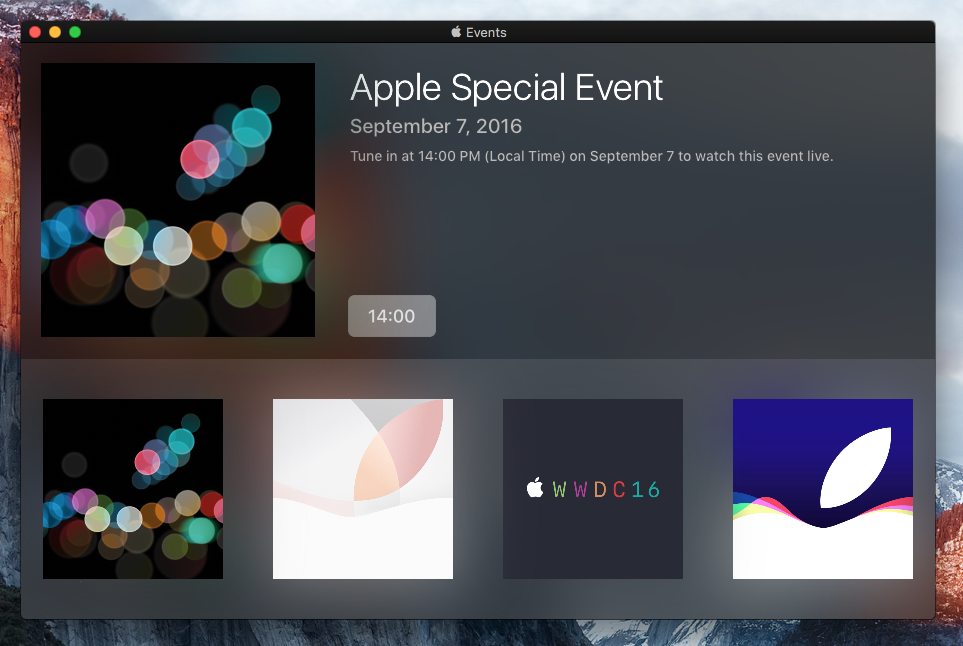 Events
Apple Special Event
September 7, 2016
Tune in at 14:00 PM (Local Time) on September 7 to watch this event live.
14:00
WWDC16